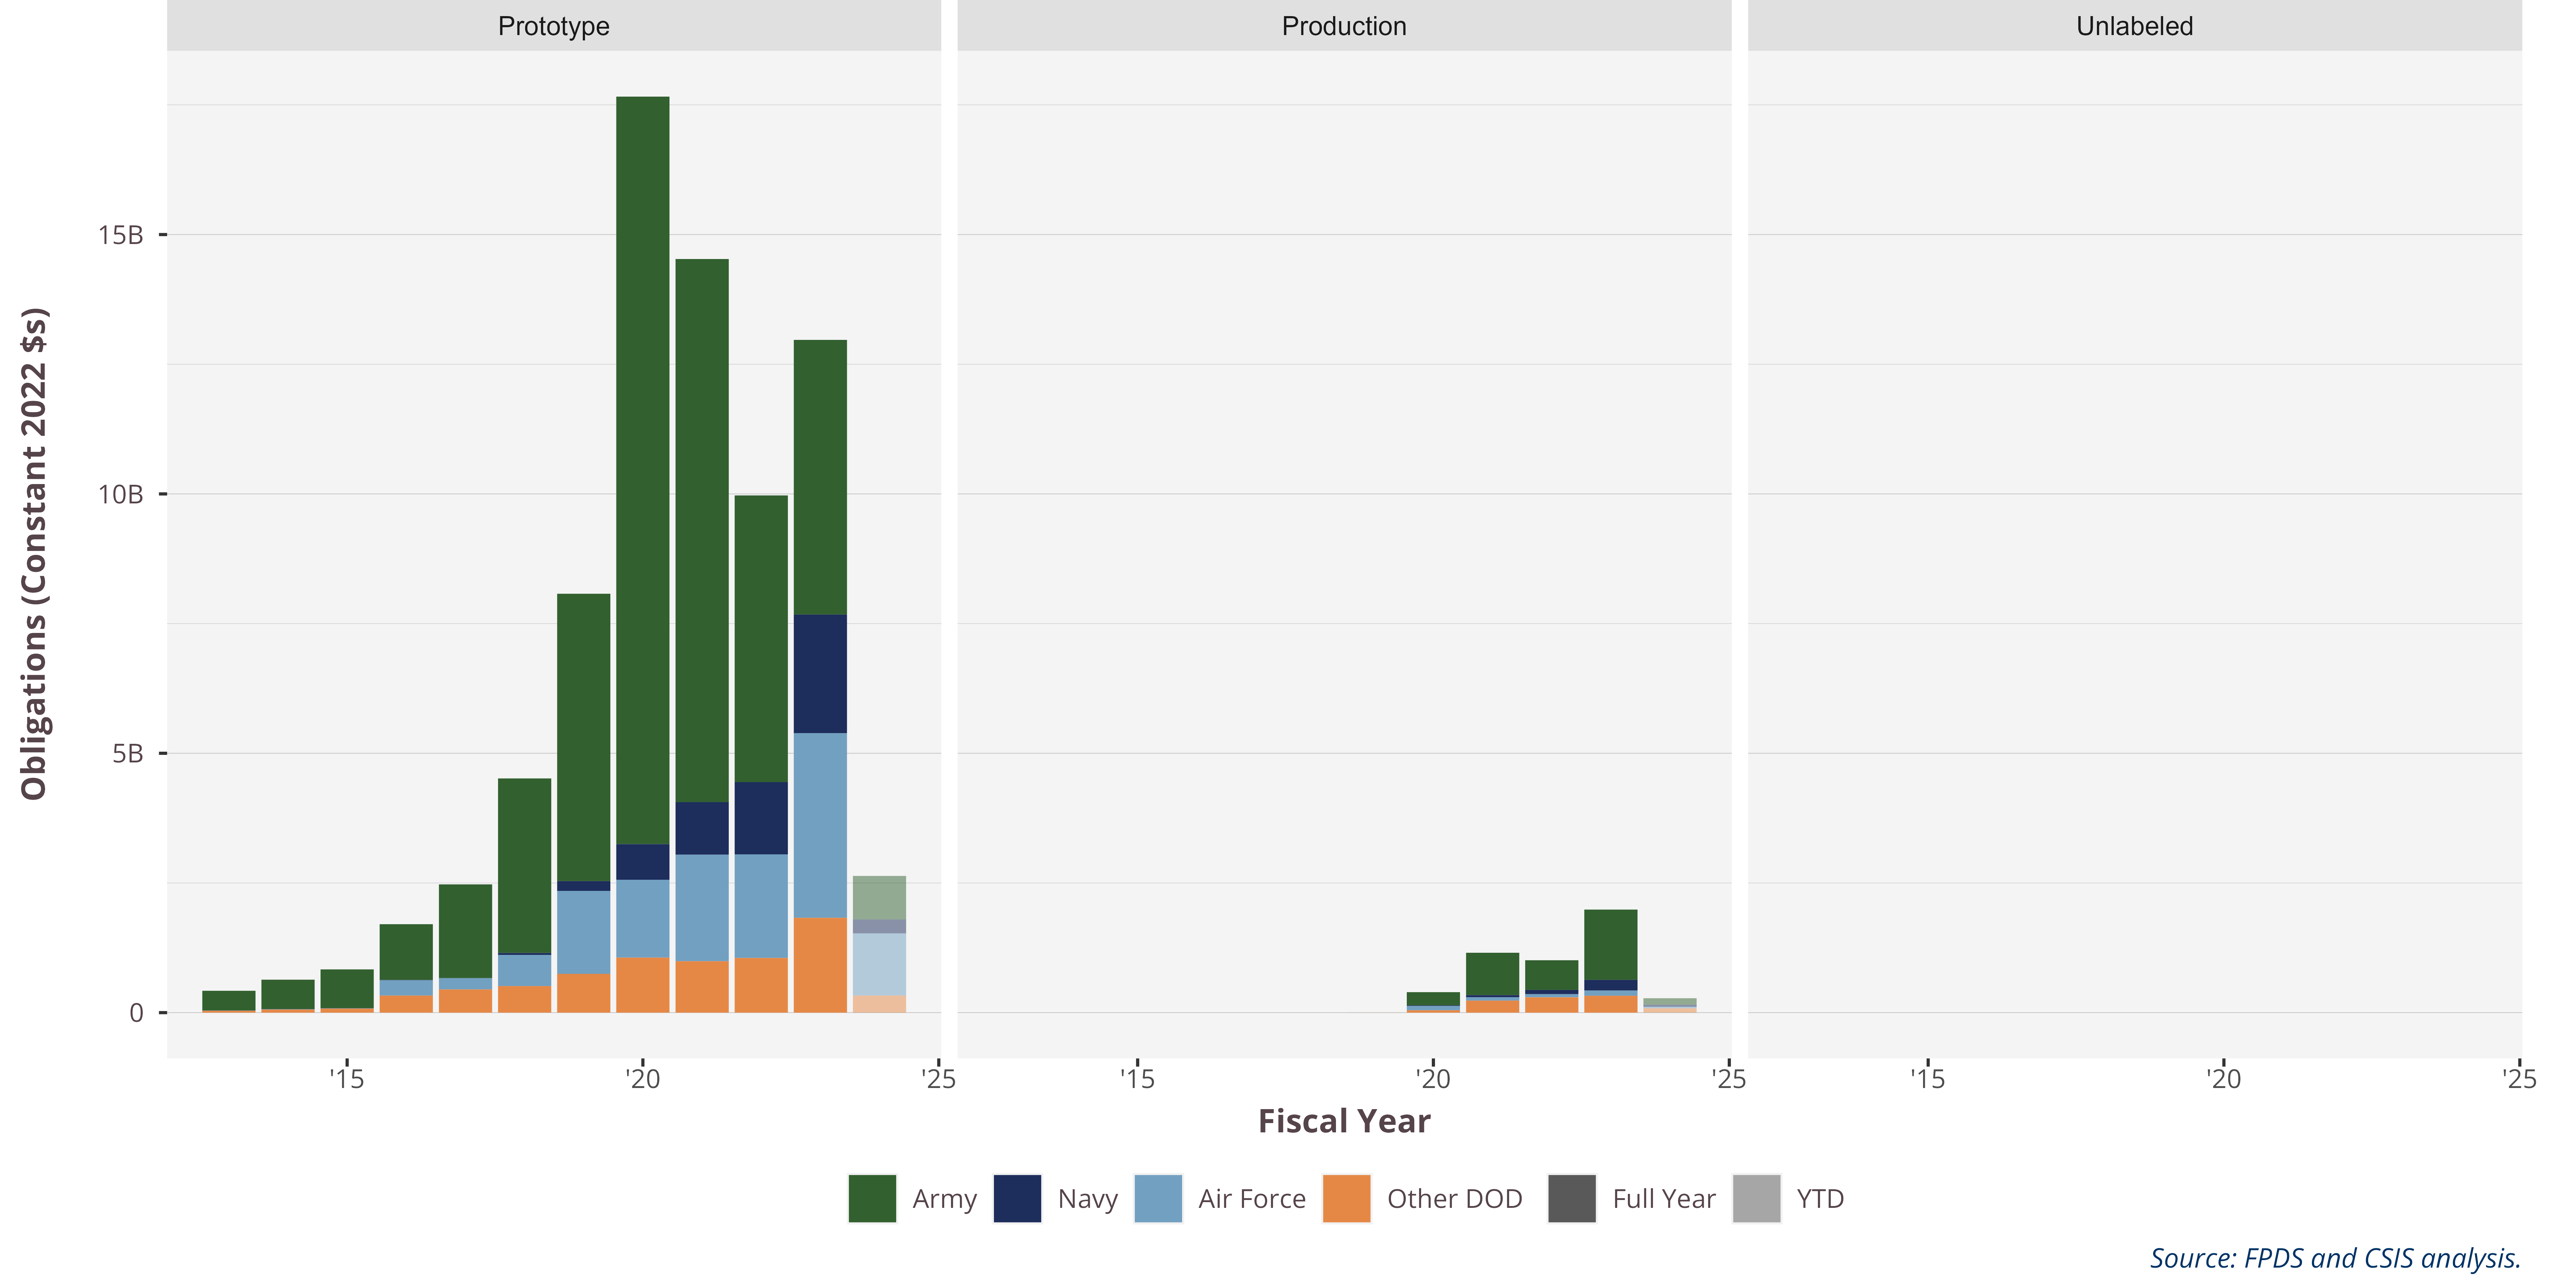 Prototype
Production
Unlabeled
Obligations (Constant 2022 $s)
15B
10B
5B
0
'15
'20
'25
'15
'20
'25
'15
'20
'25
Fiscal Year
Army
Navy
Air Force
Other DOD
Full Year
YTD
Source: FPDS and CSIS analysis.